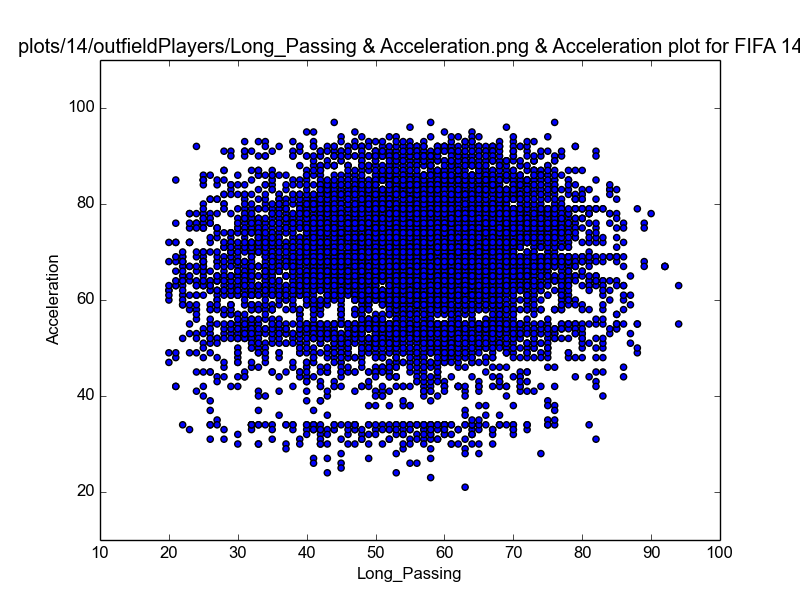 plots/14/outfieldPlayers/Long_Passing & Acceleration.png & Acceleration plot for FIFA 14
100
80
60
40
20
Acceleration
10 20 30 40 50 60 70 80 90 100
Long_Passing